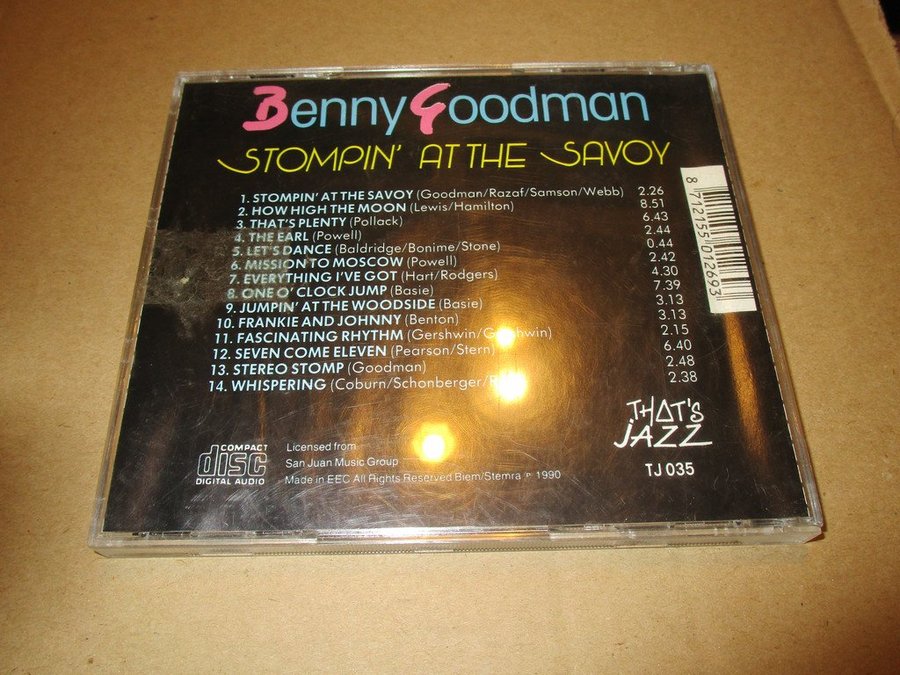 Benny Goodman
STOMPIN' AT THE SAVOY
1. STOMPIN' AT THE SAVOY (Goodman/Razaf/Samson/Webb) 2.26
2. HOW HIGH THE MOON (Lewis/Hamilton) 8.51
3. THAT'S PLENTY (Pollack) 6.43
4. THE EARL (Powell) 2.44
5. LET'S DANCE (Baldridge/Bonime/Stone) 0.44
6. MISSION TO MOSCOW (Powell) 2.42
7. EVERYTHING I'VE GOT (Hart/Rodgers) 4.30
8. ONE O' CLOCK JUMP (Basie) 7.39
9. JUMPIN' AT THE WOODSIDE (Basie) 3.13
10. FRANKIE AND JOHNNY (Benton) 3.13
11. FASCINATING RHYTHM (Gershwin/Gershwin) 2.15
12. SEVEN COME ELEVEN (Pearson/Stern) 6.40
13. STEREO STOMP (Goodman) 2.48
14. WHISPERING (Coburn/Schonberger/ 2.38
8 712155 012693
THAT'S
JAZZ
TJ 035
COMPACT
disc
DIGITAL AUDIO
Licensed from
San Juan Music Group
Made in EEC All Rights Reserved Biem/Stemra ℗ 1990